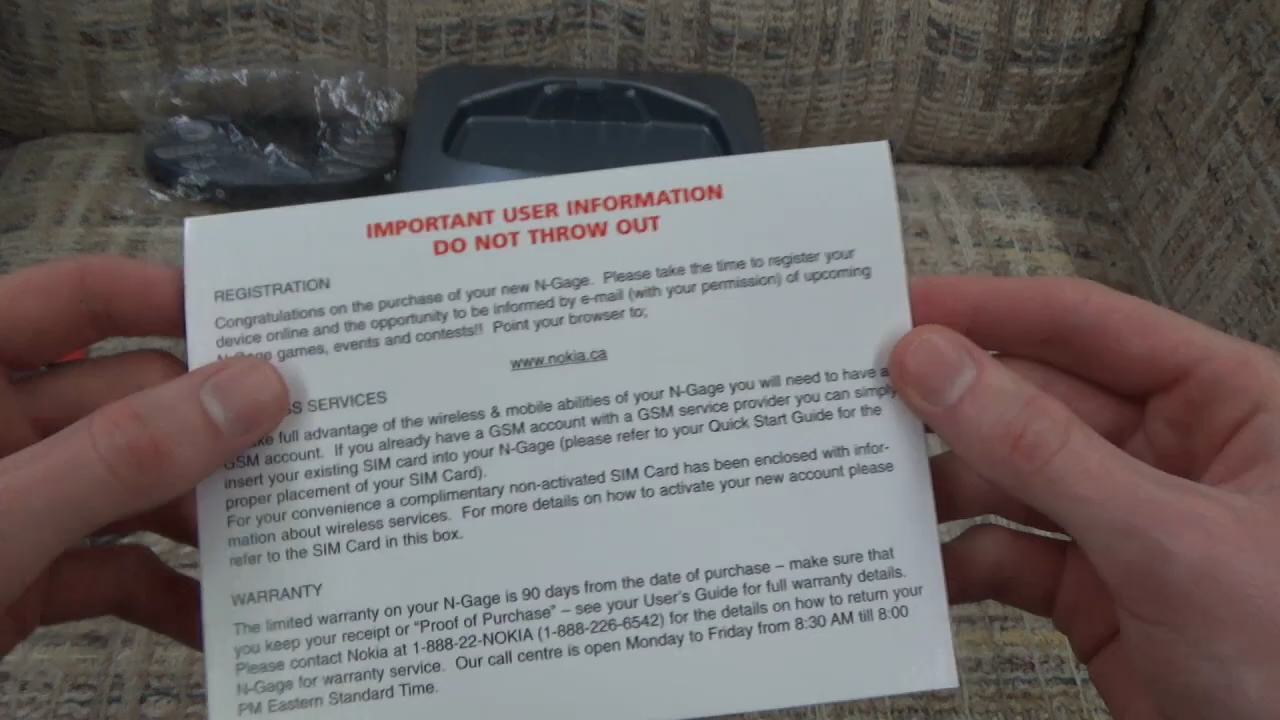 IMPORTANT USER INFORMATION
DO NOT THROW OUT
REGISTRATION
Congratulations on the purchase of your new N-Gage. Please take the time to register your
device online and the opportunity to be informed by e-mail (with your permission) of upcoming
N-Gage games, events and contests!! Point your browser to;
www.nokia.ca
SERVICES
full advantage of the wireless & mobile abilities of your N-Gage you will need to have a
GSM account. If you already have a GSM account with a GSM service provider you can simply
insert your existing SIM card into your N-Gage (please refer to your Quick Start Guide for the
proper placement of your SIM Card).
For your convenience a complimentary non-activated SIM Card has been enclosed with infor-
mation about wireless services. For more details on how to activate your new account please
refer to the SIM Card in this box.
WARRANTY
The limited warranty on your N-Gage is 90 days from the date of purchase – make sure that
you keep your receipt or “Proof of Purchase” – see your User's Guide for full warranty details.
Please contact Nokia at 1-888-22-NOKIA (1-888-226-6542) for the details on how to return your
N-Gage for warranty service. Our call centre is open Monday to Friday from 8:30 AM till 8:00
PM Eastern Standard Time.